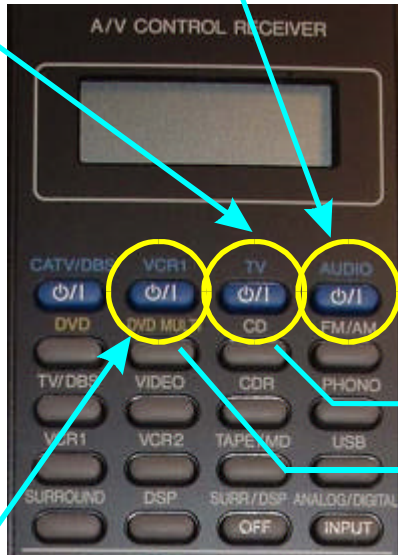 A/V CONTROL RECEIVER
CATV/DBS VCR1 TV AUDIO
⏻/I ⏻/I ⏻/I ⏻/I
DVD DVD MULTI CD FM/AM
TV/DBS VIDEO CDR PHONO
VCR1 VCR2 TAPE/MD USB
SURROUND DSP SURR/DSP ANALOG/DIGITAL
OFF INPUT